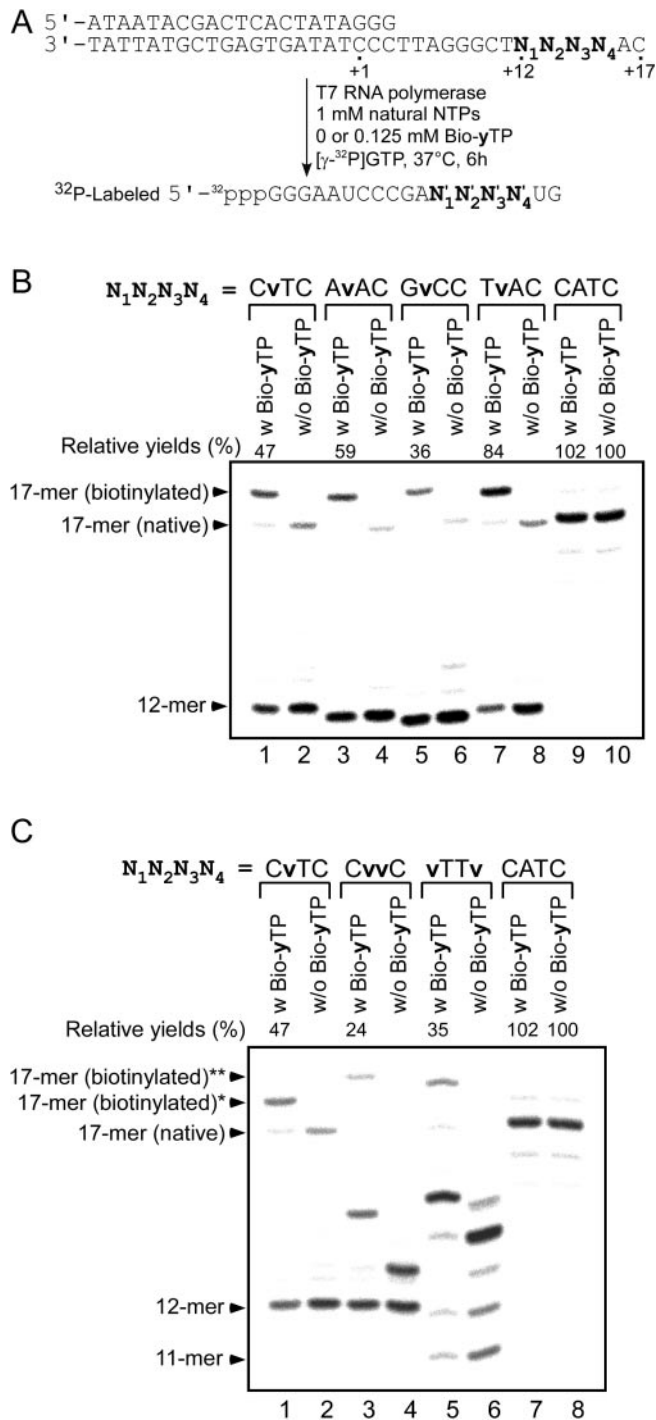 A
5'-ATAATACGACTCACTATAGGG
3'-TATTATGCTGAGTGATATCCCTTAGGGCTN1N2N3N4AC
+1 +12 +17
T7 RNA polymerase
1 mM natural NTPs
0 or 0.125 mM Bio-yTP
[γ-32P]GTP, 37°C, 6h
32P-Labeled 5'-32pppGGGAAUCCCGAN'1N'2N'3N'4UG
B
N1N2N3N4 = CvTC AvAC GvCC TvAC CATC
w Bio-yTP w/o Bio-yTP w Bio-yTP w/o Bio-yTP w Bio-yTP w/o Bio-yTP w Bio-yTP w/o Bio-yTP w Bio-yTP w/o Bio-yTP
Relative yields (%) 47 59 36 84 102 100
17-mer (biotinylated)
17-mer (native)
12-mer
1 2 3 4 5 6 7 8 9 10
C
N1N2N3N4 = CvTC CvvC vTTv CATC
w Bio-yTP w/o Bio-yTP w Bio-yTP w/o Bio-yTP w Bio-yTP w/o Bio-yTP w Bio-yTP w/o Bio-yTP
Relative yields (%) 47 24 35 102 100
17-mer (biotinylated)**
17-mer (biotinylated)*
17-mer (native)
12-mer
11-mer
1 2 3 4 5 6 7 8